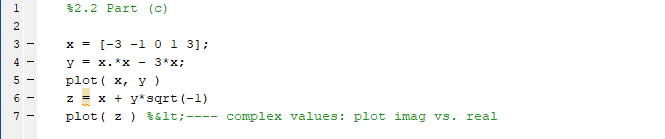 1 %2.2 Part (c)
2
3 - x = [-3 -1 0 1 3];
4 - y = x.*x - 3*x;
5 - plot( x, y )
6 - z = x + y*sqrt(-1)
7 - plot( z ) %&lt;---- complex values: plot imag vs. real